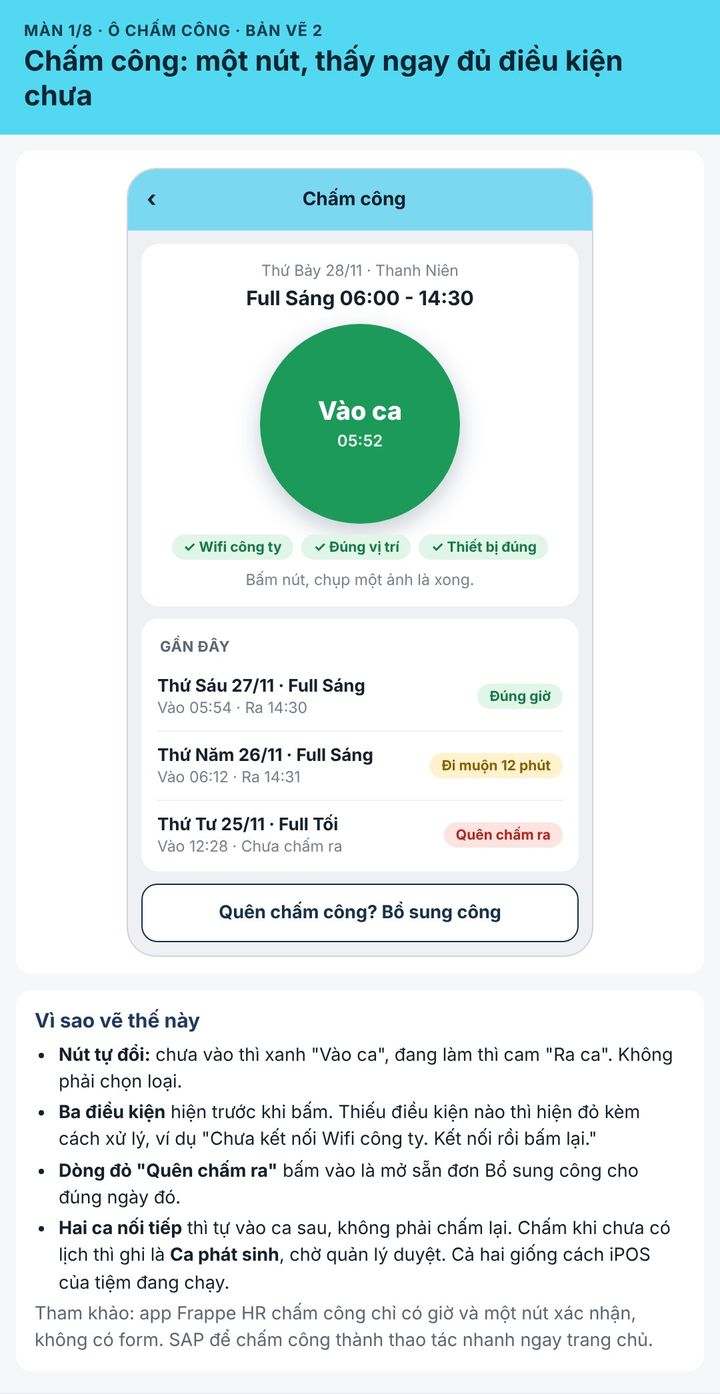 MÀN 1/8 · Ô CHẤM CÔNG · BẢN VẼ 2
Chấm công: một nút, thấy ngay đủ điều kiện
chưa
‹ Chấm công
Thứ Bảy 28/11 · Thanh Niên
Full Sáng 06:00 - 14:30
Vào ca
05:52
✓ Wifi công ty ✓ Đúng vị trí ✓ Thiết bị đúng
Bấm nút, chụp một ảnh là xong.
GẦN ĐÂY
Thứ Sáu 27/11 · Full Sáng
Vào 05:54 · Ra 14:30
Đúng giờ
Thứ Năm 26/11 · Full Sáng
Vào 06:12 · Ra 14:31
Đi muộn 12 phút
Thứ Tư 25/11 · Full Tối
Vào 12:28 · Chưa chấm ra
Quên chấm ra
Quên chấm công? Bổ sung công
Vì sao vẽ thế này
• Nút tự đổi: chưa vào thì xanh "Vào ca", đang làm thì cam "Ra ca". Không
phải chọn loại.
• Ba điều kiện hiện trước khi bấm. Thiếu điều kiện nào thì hiện đỏ kèm
cách xử lý, ví dụ "Chưa kết nối Wifi công ty. Kết nối rồi bấm lại."
• Dòng đỏ "Quên chấm ra" bấm vào là mở sẵn đơn Bổ sung công cho
đúng ngày đó.
• Hai ca nối tiếp thì tự vào ca sau, không phải chấm lại. Chấm khi chưa có
lịch thì ghi là Ca phát sinh, chờ quản lý duyệt. Cả hai giống cách iPOS
của tiệm đang chạy.
Tham khảo: app Frappe HR chấm công chỉ có giờ và một nút xác nhận,
không có form. SAP để chấm công thành thao tác nhanh ngay trang chủ.